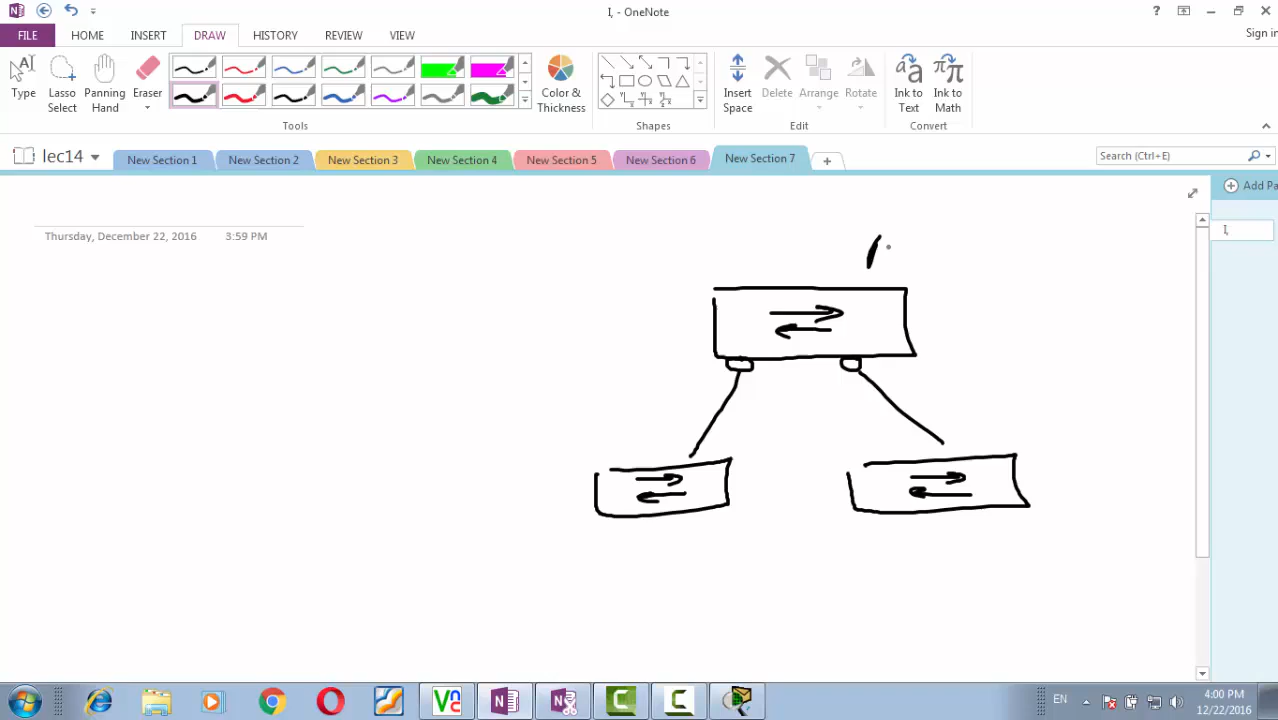 I, - OneNote
?
Sign in
FILE HOME INSERT DRAW HISTORY REVIEW VIEW
Type
Lasso Select
Panning Hand
Eraser
Color & Thickness
Insert Space
Delete
Arrange
Rotate
Ink to Text
Ink to Math
Tools Shapes Edit Convert
lec14
New Section 1 New Section 2 New Section 3 New Section 4 New Section 5 New Section 6 New Section 7
Search (Ctrl+E)
Add Pa
I,
Thursday, December 22, 2016 3:59 PM
EN
4:00 PM
12/22/2016